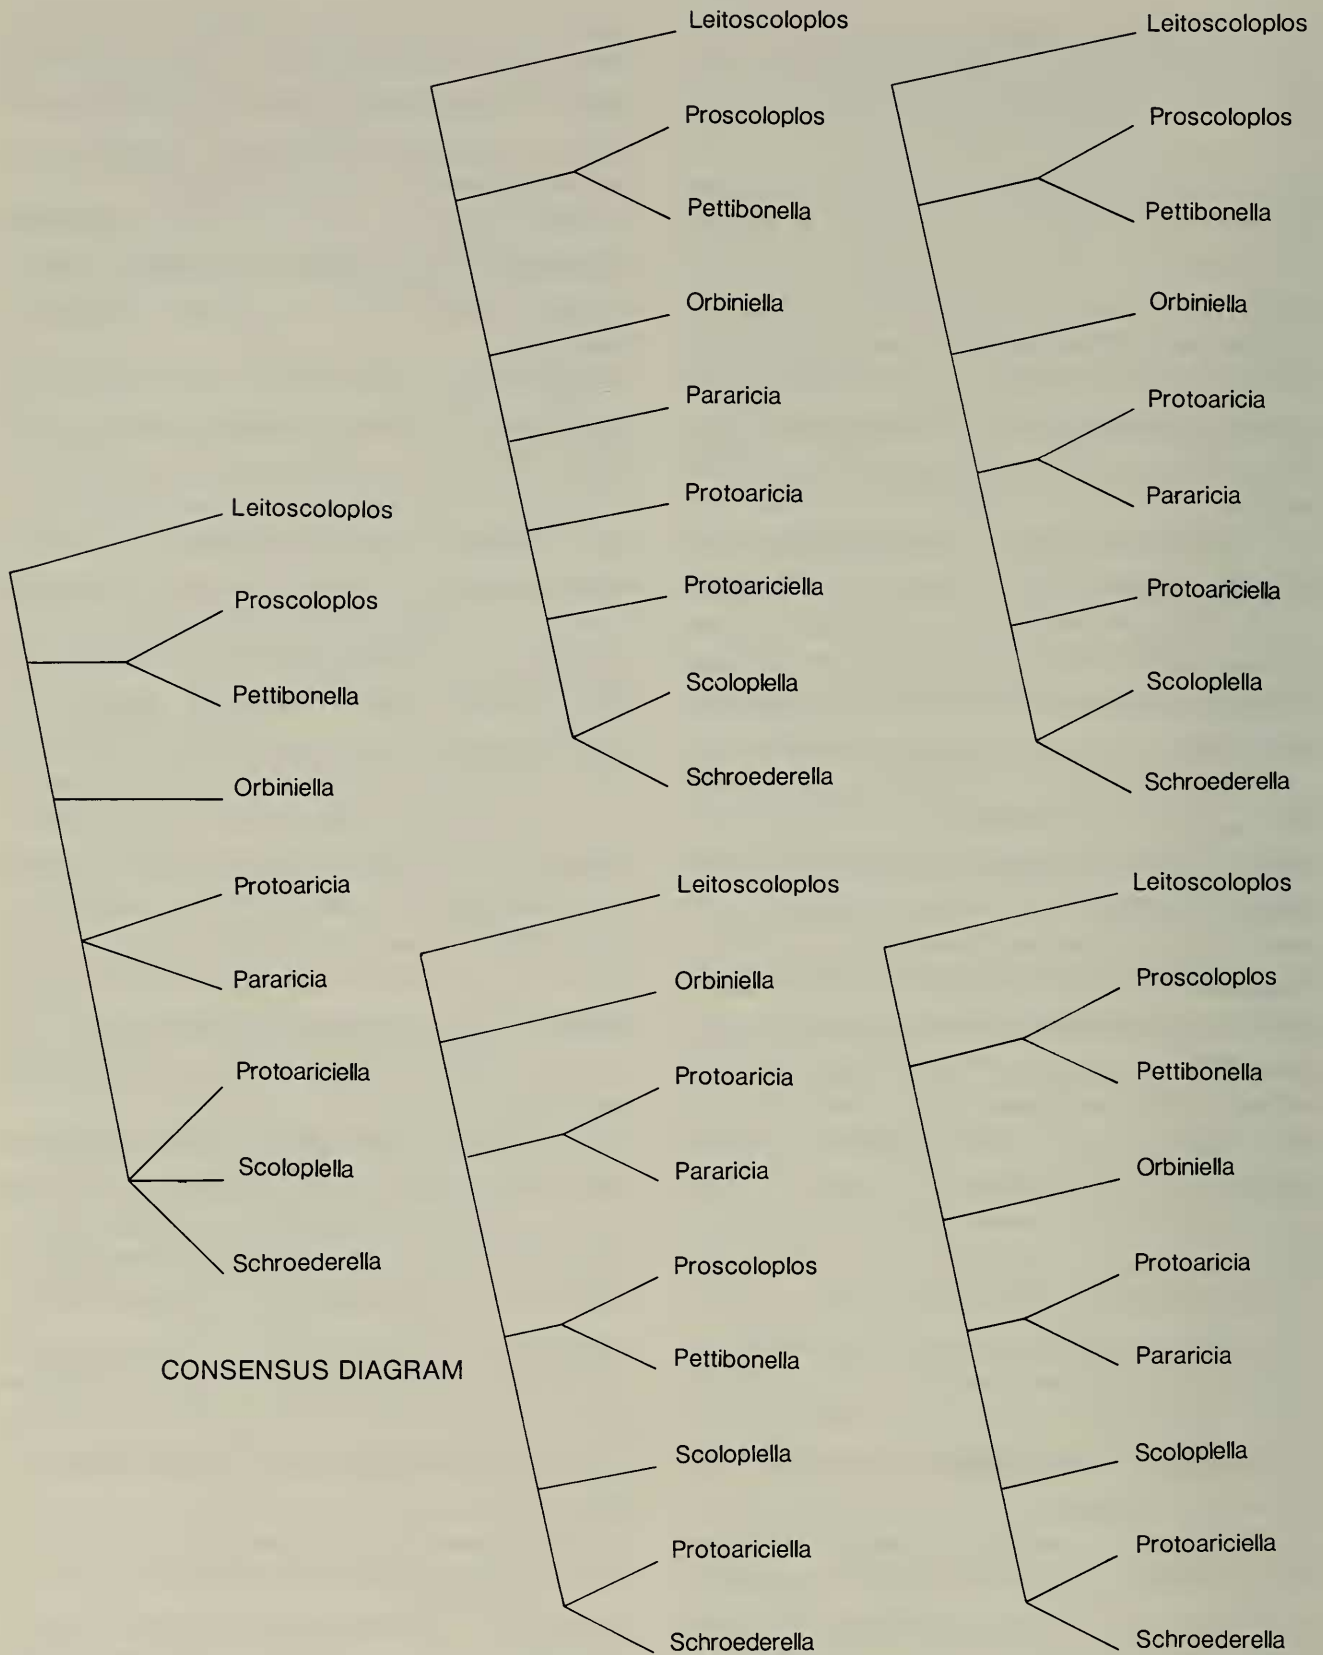 Leitoscoloplos
Proscoloplos
Pettibonella
Orbiniella
Protoaricia
Pararicia
Protoariciella
Scoloplella
Schroederella
CONSENSUS DIAGRAM
Leitoscoloplos
Proscoloplos
Pettibonella
Orbiniella
Pararicia
Protoaricia
Protoariciella
Scoloplella
Schroederella
Leitoscoloplos
Proscoloplos
Pettibonella
Orbiniella
Protoaricia
Pararicia
Protoariciella
Scoloplella
Schroederella
Leitoscoloplos
Orbiniella
Protoaricia
Pararicia
Proscoloplos
Pettibonella
Scoloplella
Protoariciella
Schroederella
Leitoscoloplos
Proscoloplos
Pettibonella
Orbiniella
Protoaricia
Pararicia
Scoloplella
Protoariciella
Schroederella